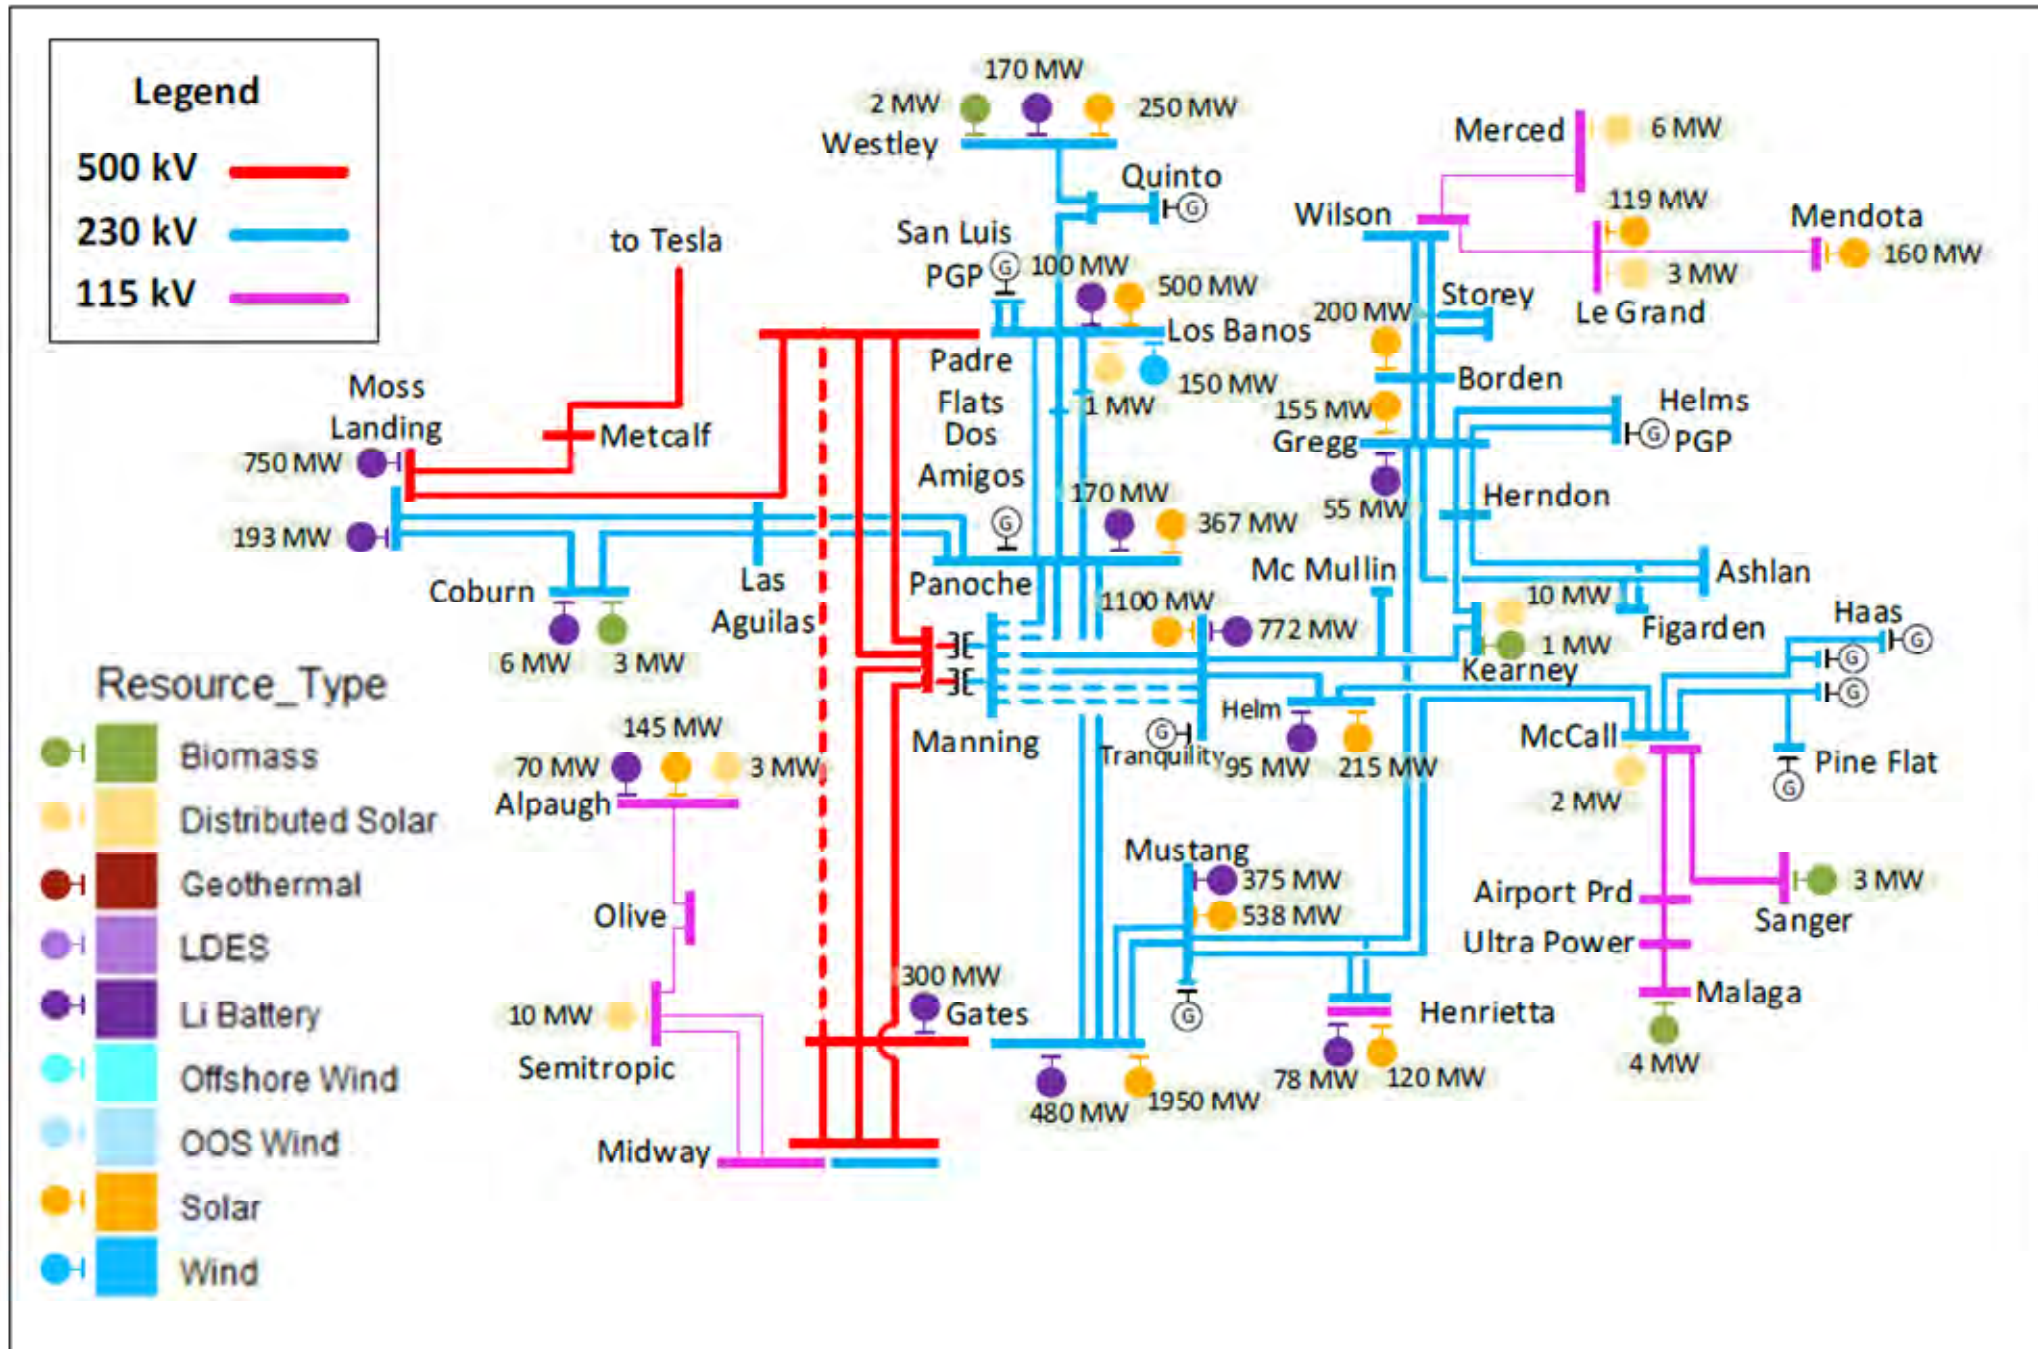 Legend
500 kV
230 kV
115 kV
170 MW
2 MW
250 MW
Westley
Quinto
Merced
6 MW
119 MW
Wilson
Mendota
160 MW
3 MW
Le Grand
to Tesla
San Luis
PGP
G
100 MW
500 MW
Los Banos
200 MW
Storey
Padre
Flats
1 MW
150 MW
Borden
155 MW
Gregg
Helms
PGP
G
Moss
Landing
Metcalf
750 MW
193 MW
Dos
Amigos
G
170 MW
367 MW
55 MW
Herndon
Coburn
6 MW
3 MW
Las
Aguilas
Panoche
Mc Mullin
Ashlan
10 MW
Figarden
1 MW
Kearney
Haas
G
G
G
1100 MW
772 MW
Manning
G
Tranquility
Helm
95 MW
215 MW
McCall
2 MW
Pine Flat
G
Resource_Type
Biomass
Distributed Solar
Geothermal
LDES
Li Battery
Offshore Wind
OOS Wind
Solar
Wind
145 MW
70 MW
3 MW
Alpaugh
Olive
10 MW
Semitropic
Midway
300 MW
Gates
480 MW
1950 MW
Mustang
375 MW
538 MW
G
Henrietta
78 MW
120 MW
Airport Prd
Ultra Power
Malaga
4 MW
3 MW
Sanger
G